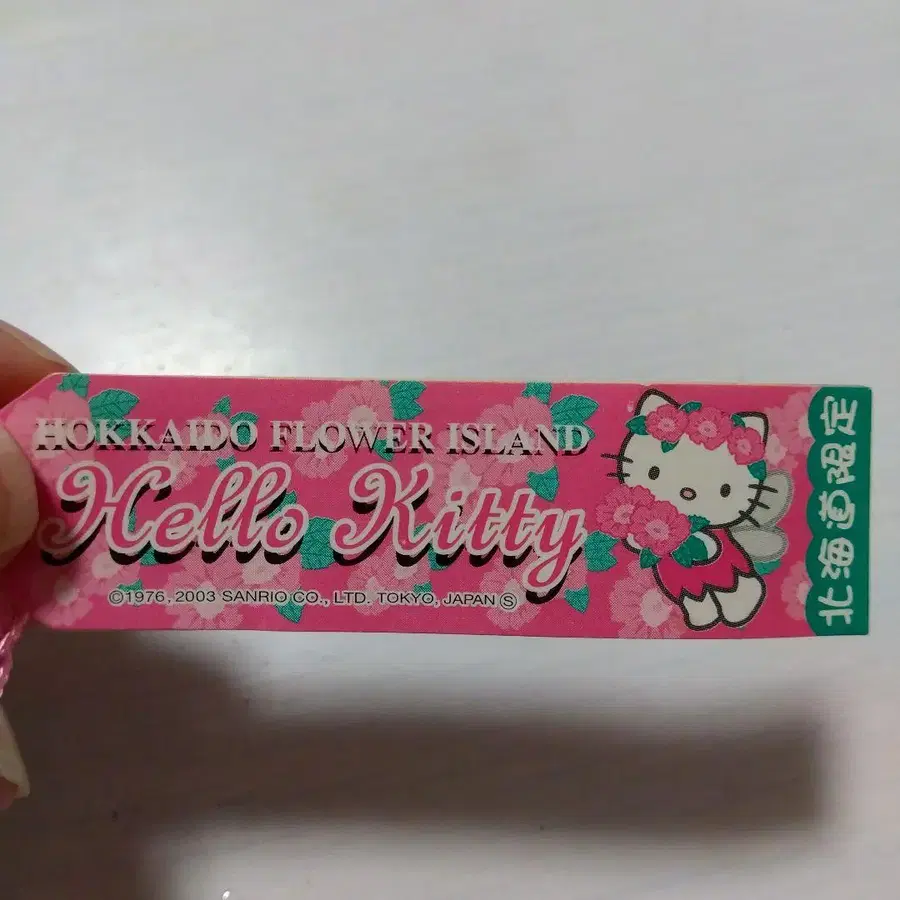 HOKKAIDO FLOWER ISLAND
Hello Kitty
©1976, 2003 SANRIO CO., LTD. TOKYO, JAPAN Ⓢ
北海道限定